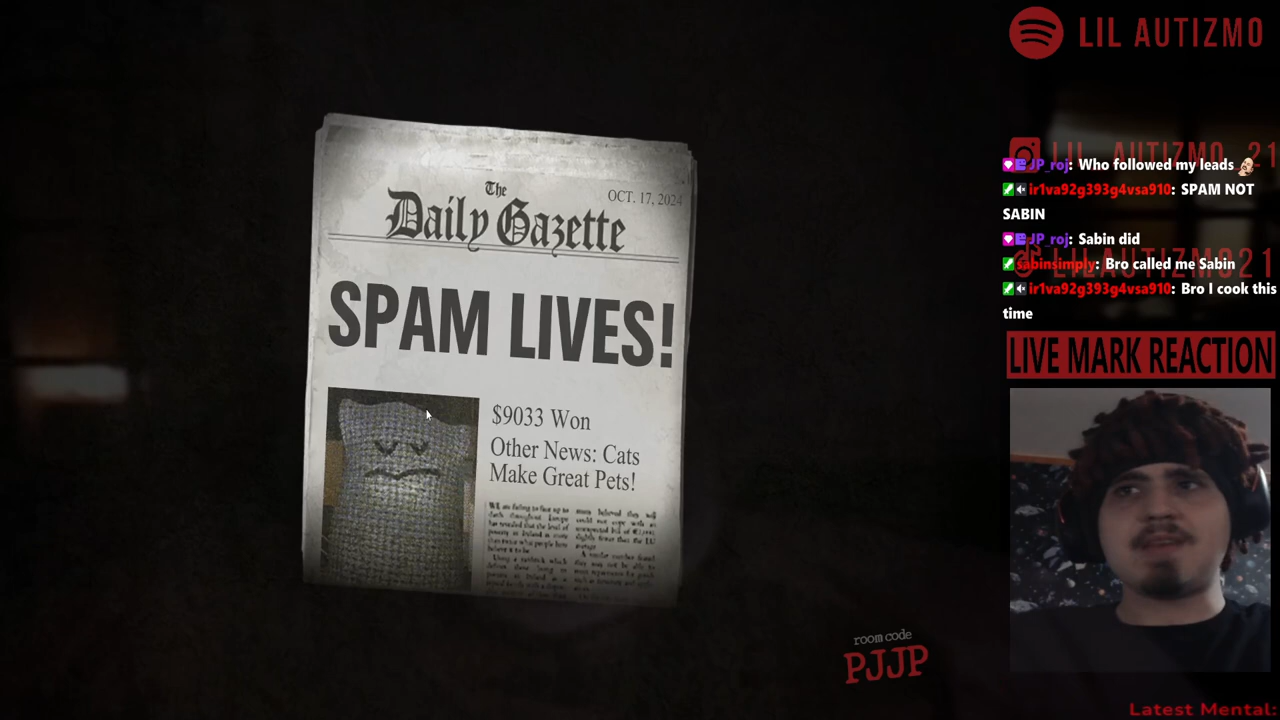 LIL AUTIZMO
The
OCT. 17, 2024
Daily Gazette
SPAM LIVES!
$9033 Won
Other News: Cats
Make Great Pets!
room code
PJJP
LIL_AUTIZMO_21
JP_roj: Who followed my leads
ir1va92g393g4vsa910: SPAM NOT
SABIN
JP_roj: Sabin did
LILAUTIZMO21
sabinsimply: Bro called me Sabin
ir1va92g393g4vsa910: Bro I cook this
time
LIVE MARK REACTION
Latest Mental: